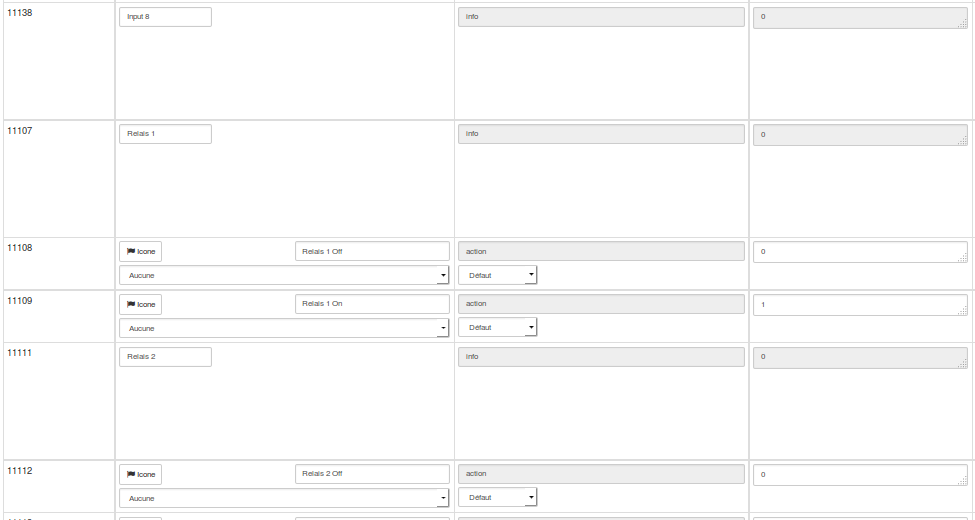 11138 Input 8 info 0
11107 Relais 1 info 0
11108 Icone Relais 1 Off action 0
Aucune Défaut
11109 Icone Relais 1 On action 1
Aucune Défaut
11111 Relais 2 info 0
11112 Icone Relais 2 Off action 0
Aucune Défaut